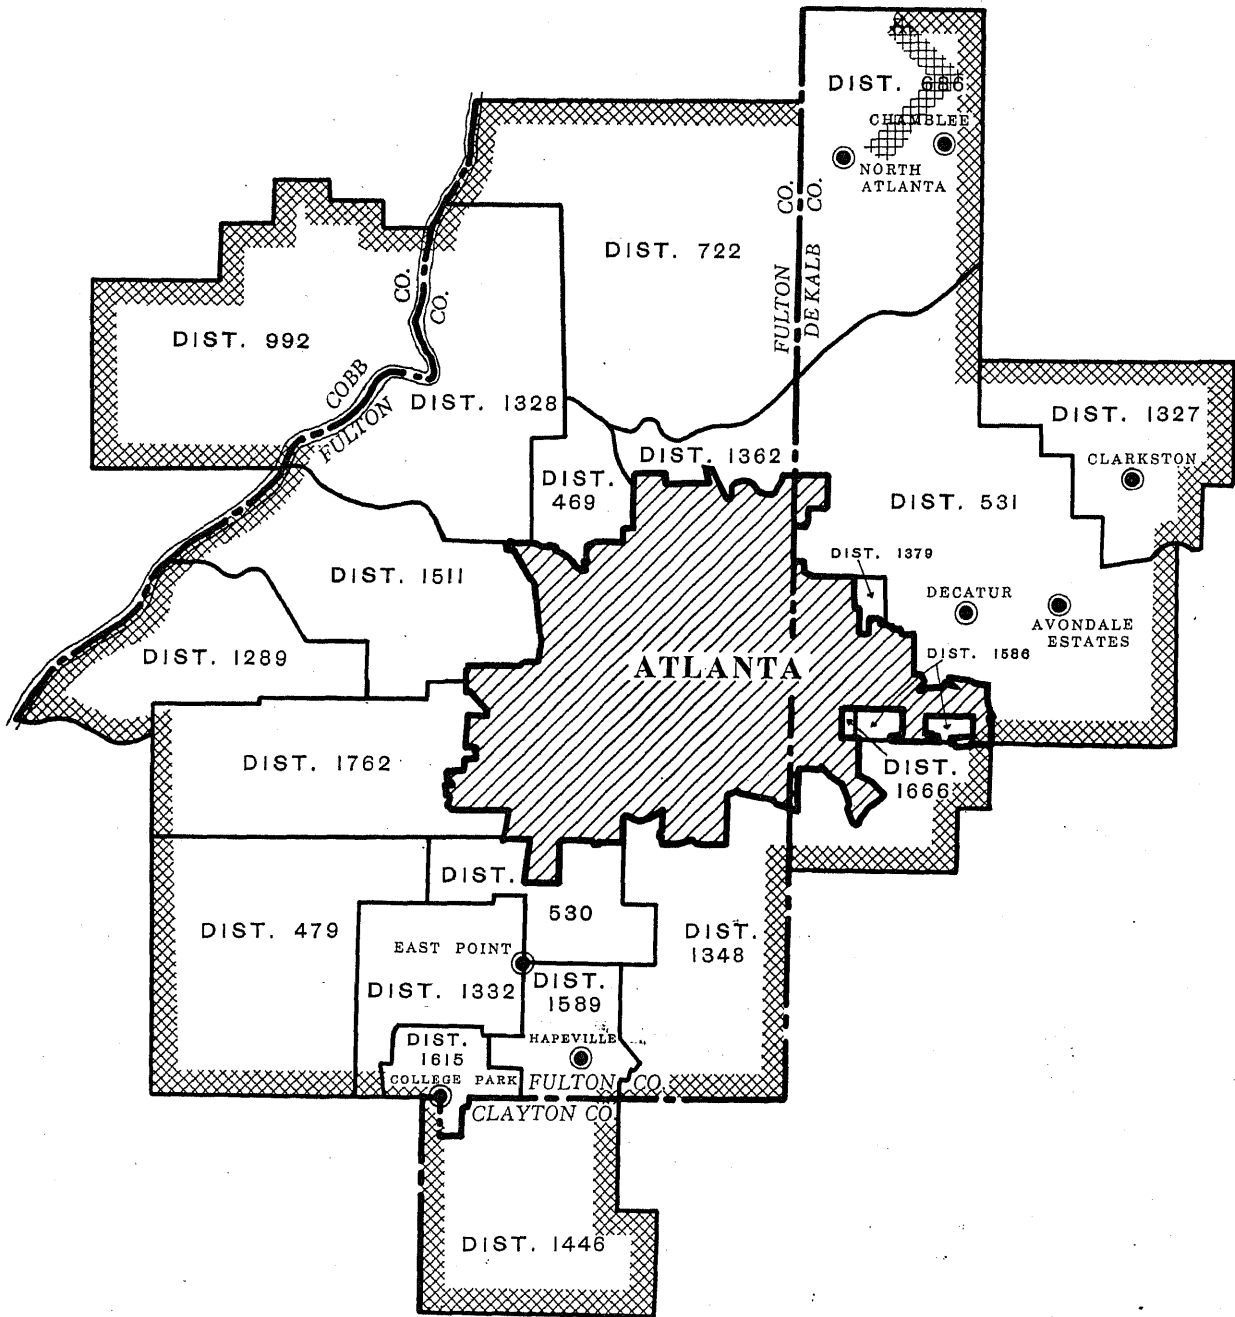 DIST. 686
CHAMBLEE
NORTH
ATLANTA
DIST. 722
FULTON CO.
DE KALB CO.
DIST. 992
COBB CO.
FULTON CO.
DIST. 1328
DIST. 1327
CLARKSTON
DIST. 1362
DIST.
469
DIST. 531
DIST. 1379
DIST. 1511
DECATUR
AVONDALE
ESTATES
DIST. 1289
ATLANTA
DIST. 1586
DIST. 1762
DIST.
1666
DIST.
530
DIST. 479
DIST.
1348
EAST POINT
DIST. 1332
DIST.
1589
DIST.
1615
HAPEVILLE
COLLEGE PARK
FULTON CO.
CLAYTON CO.
DIST. 1446